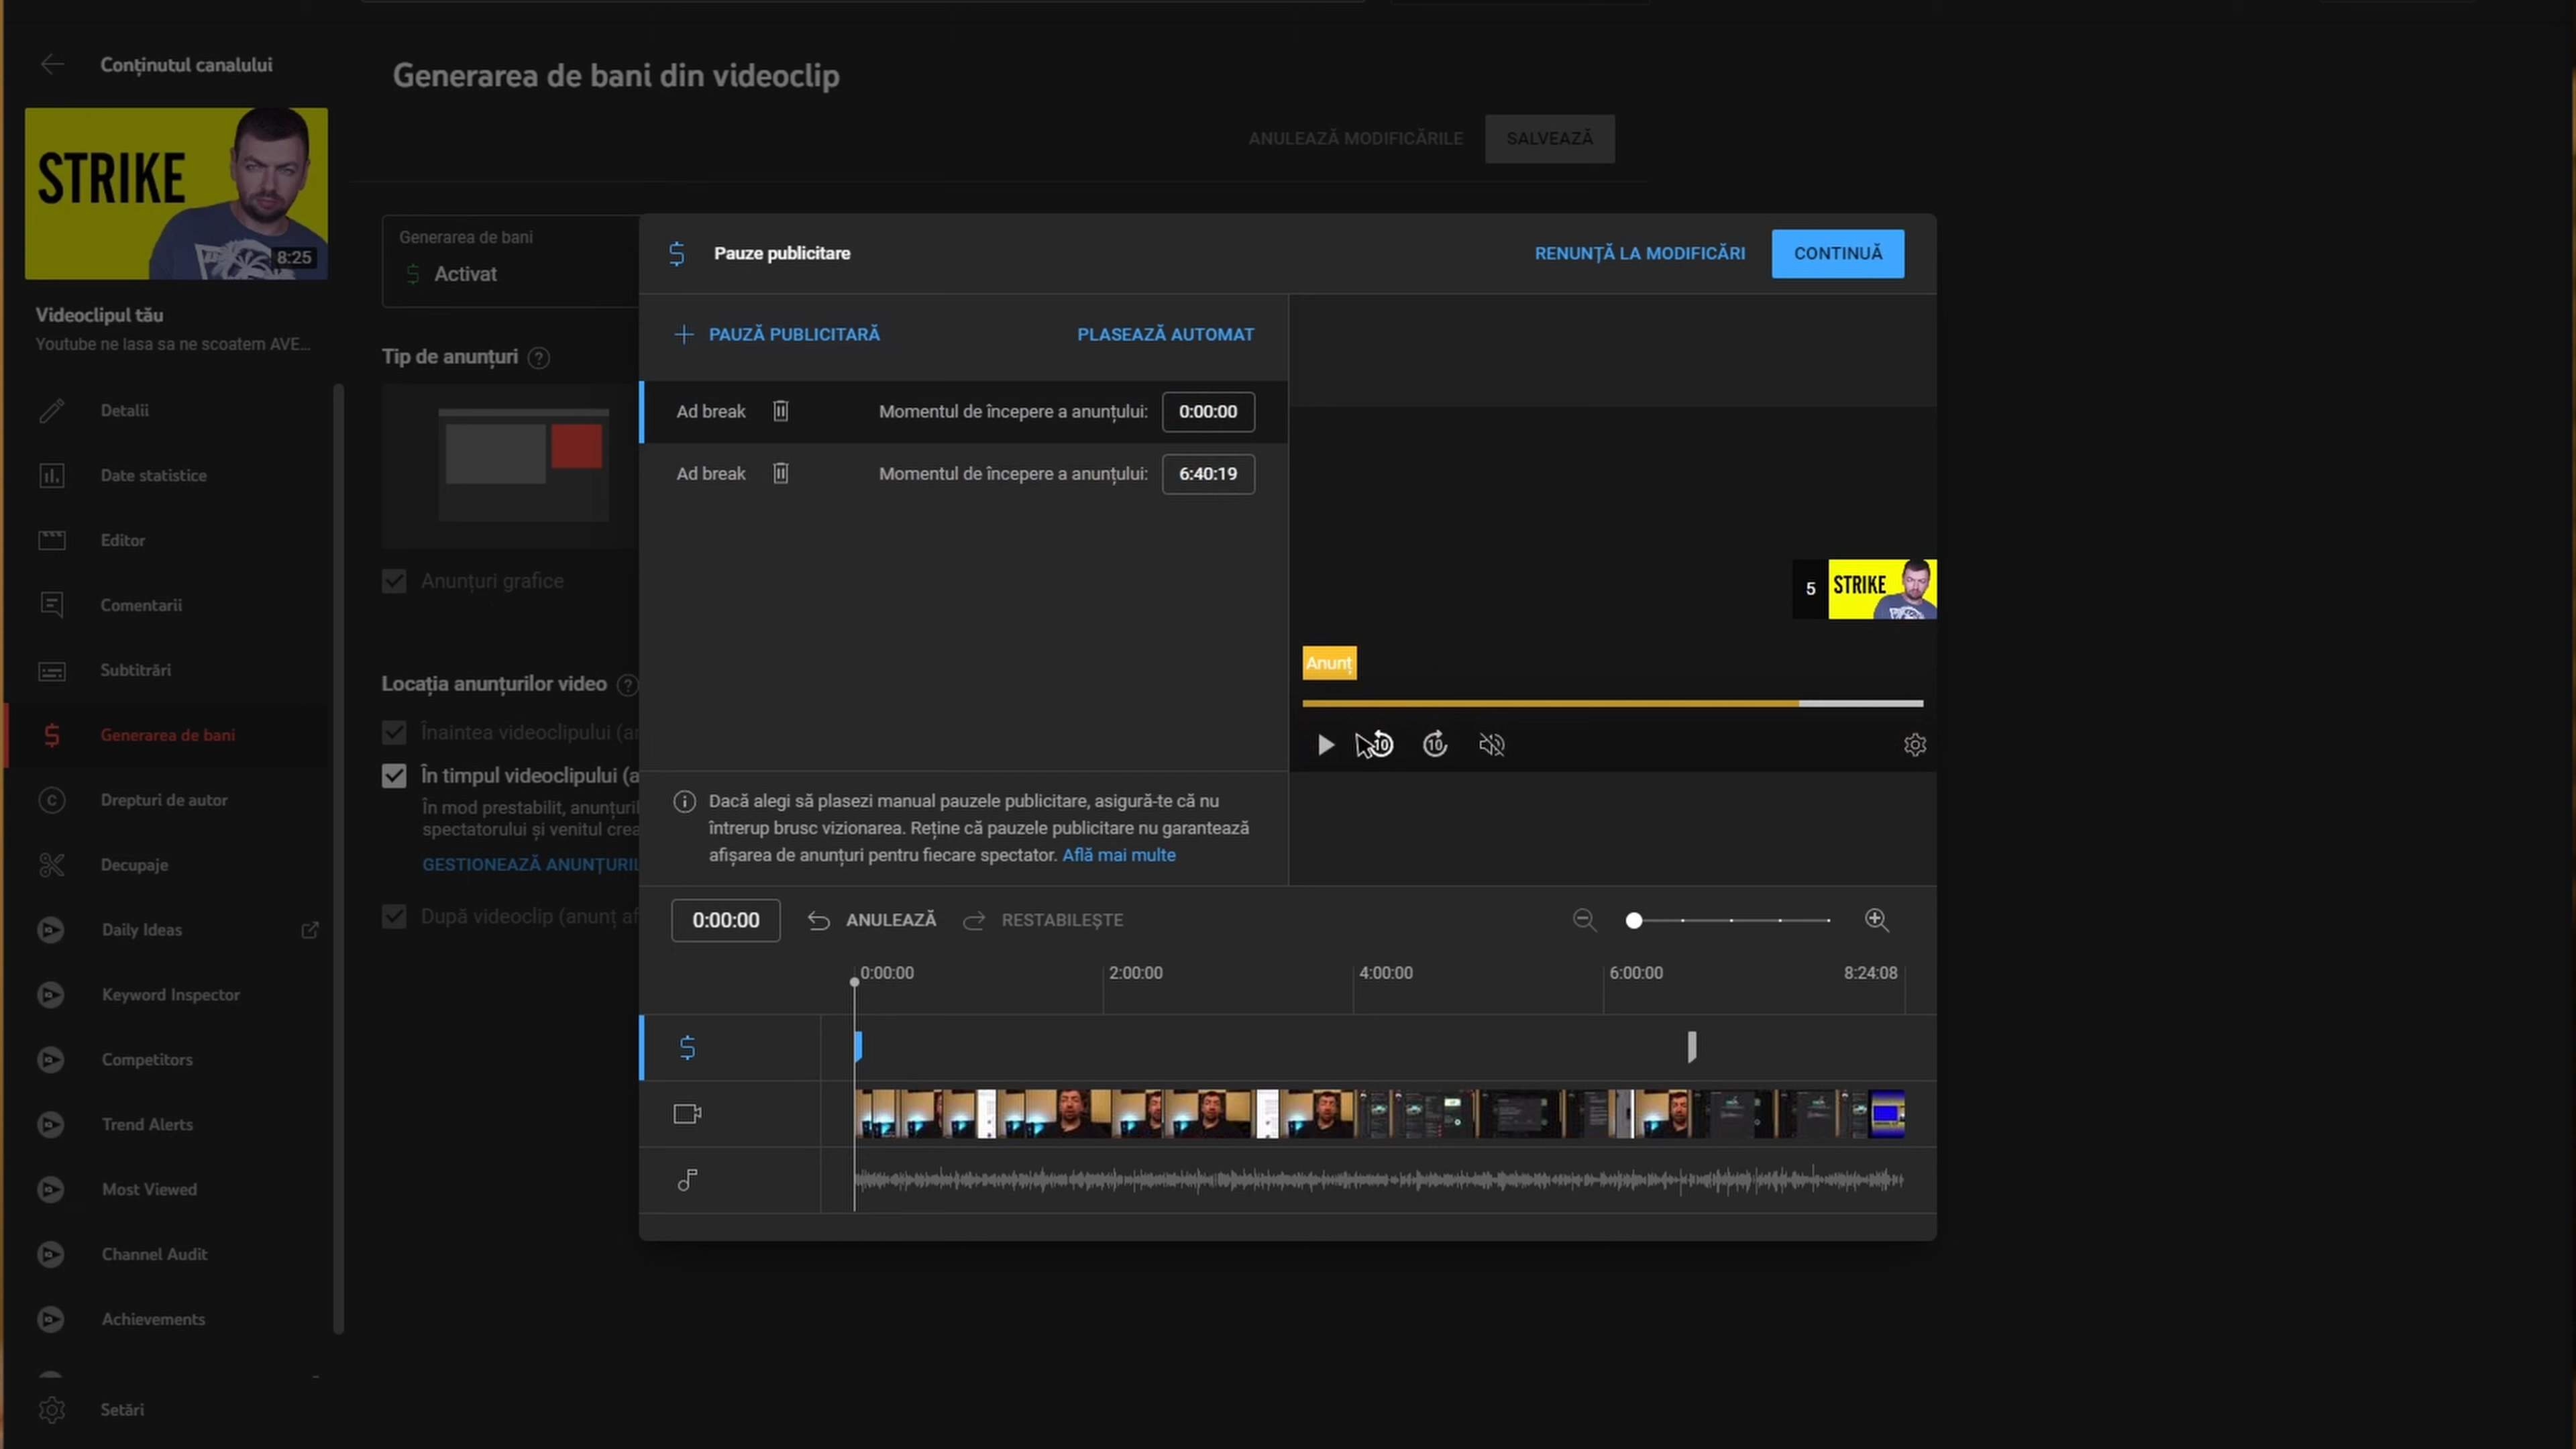 Conținutul canalului
STRIKE
8:25
Videoclipul tău
Youtube ne lasa sa ne scoatem AVE...
Detalii
Date statistice
Editor
Comentarii
Subtitrări
Generarea de bani
Drepturi de autor
Decupaje
Daily Ideas
Keyword Inspector
Competitors
Trend Alerts
Most Viewed
Channel Audit
Achievements
Setări
Generarea de bani din videoclip
ANULEAZĂ MODIFICĂRILE
SALVEAZĂ
Generarea de bani
Activat
Tip de anunțuri
Anunțuri grafice
Locația anunțurilor video
Înaintea videoclipului (an
În timpul videoclipului (a
În mod prestabilit, anunțuril
spectatorului și venitul crea
GESTIONEAZĂ ANUNȚURIL
După videoclip (anunț af
Pauze publicitare
RENUNȚĂ LA MODIFICĂRI
CONTINUĂ
PAUZĂ PUBLICITARĂ
PLASEAZĂ AUTOMAT
Ad break Momentul de începere a anunțului: 0:00:00
Ad break Momentul de începere a anunțului: 6:40:19
5
STRIKE
Anunț
10
10
Dacă alegi să plasezi manual pauzele publicitare, asigură-te că nu
întrerup brusc vizionarea. Reține că pauzele publicitare nu garantează
afișarea de anunțuri pentru fiecare spectator. Află mai multe
0:00:00
ANULEAZĂ
RESTABILEȘTE
0:00:00 2:00:00 4:00:00 6:00:00 8:24:08